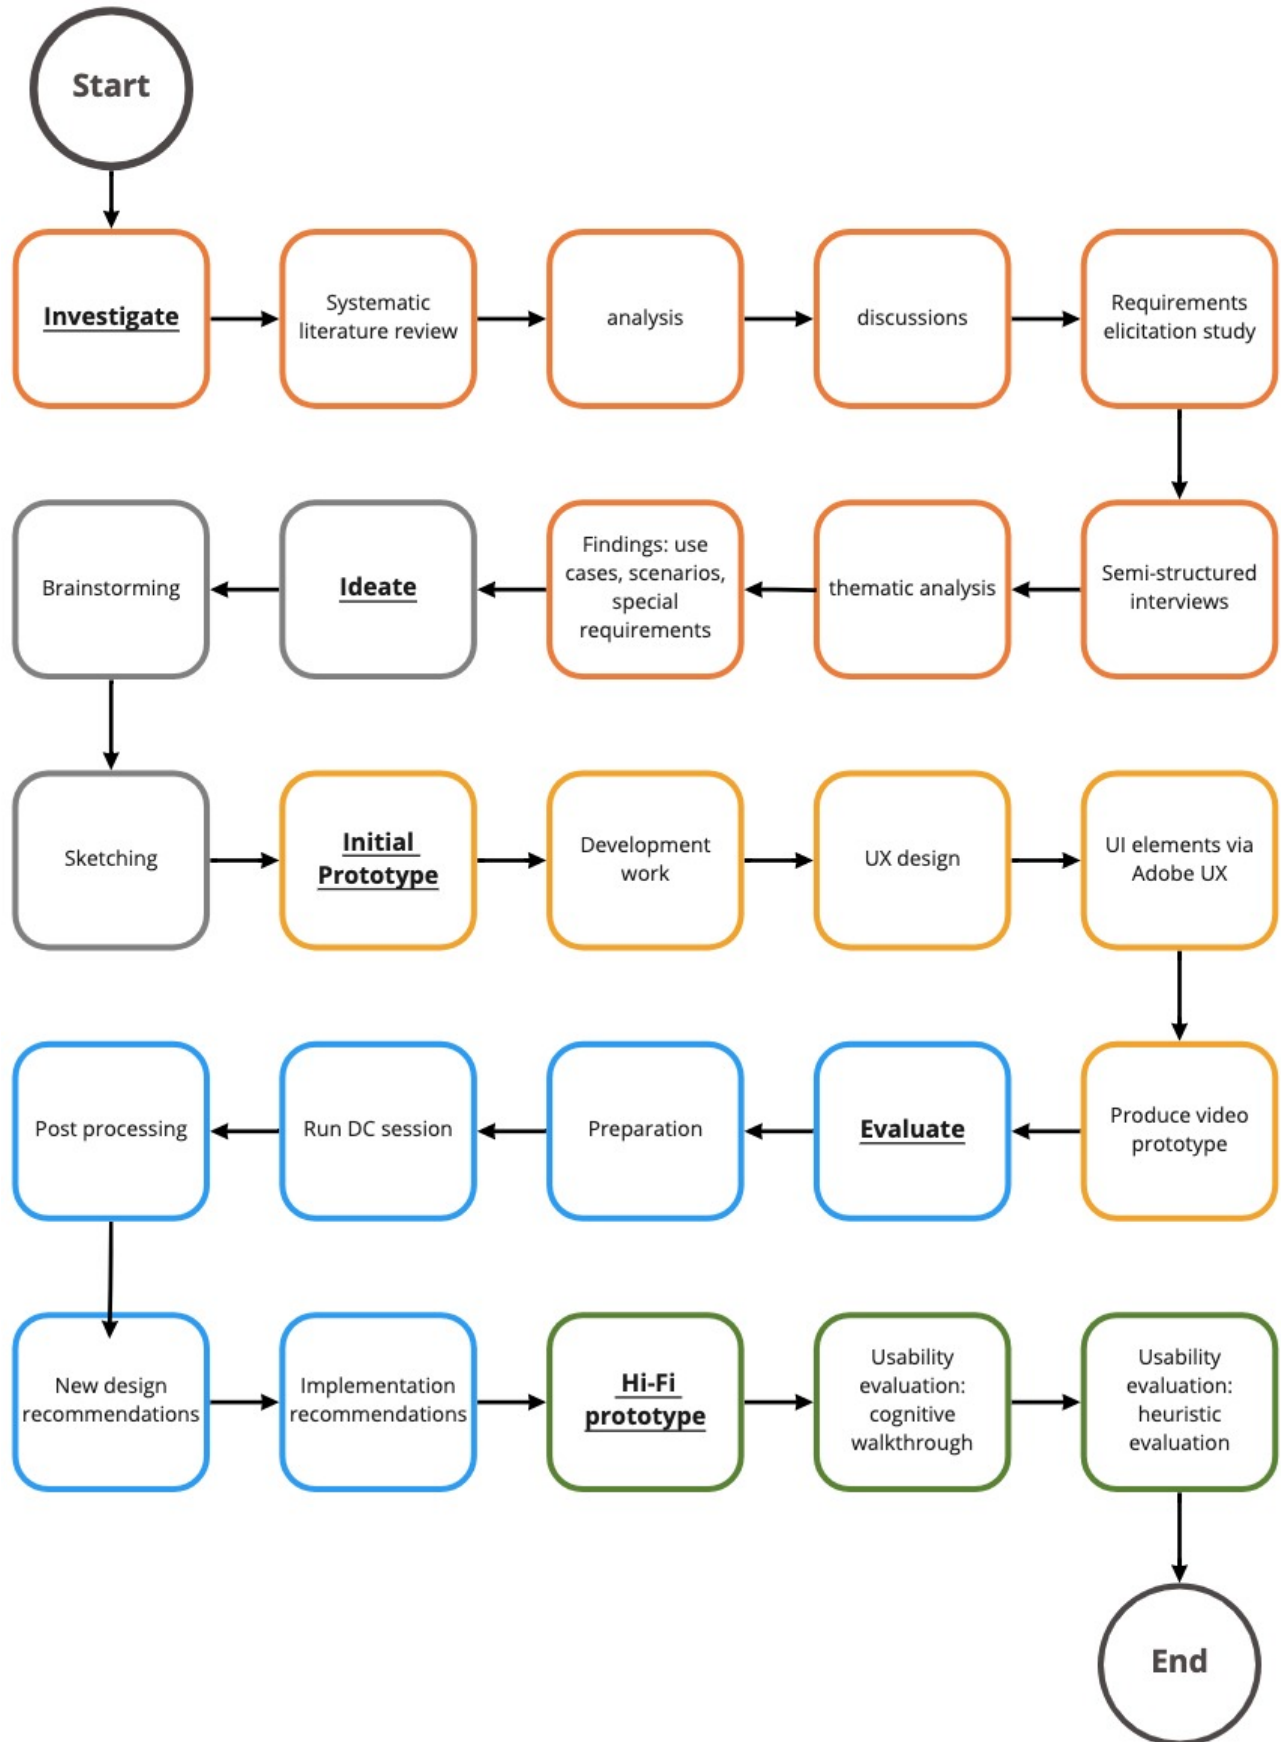 Start
Investigate
Systematic
literature review
analysis
discussions
Requirements
elicitation study
Semi-structured
interviews
thematic analysis
Findings: use
cases, scenarios,
special
requirements
Ideate
Brainstorming
Sketching
Initial
Prototype
Development
work
UX design
UI elements via
Adobe UX
Produce video
prototype
Evaluate
Preparation
Run DC session
Post processing
New design
recommendations
Implementation
recommendations
Hi-Fi
prototype
Usability
evaluation:
cognitive
walkthrough
Usability
evaluation:
heuristic
evaluation
End